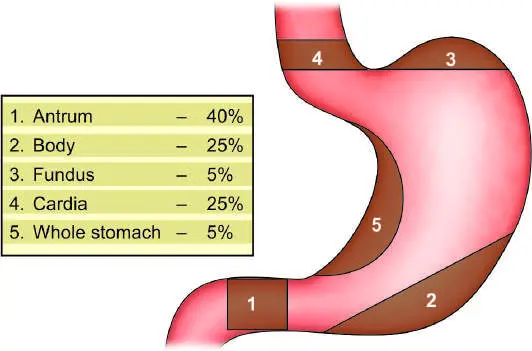 1. Antrum – 40%
2. Body – 25%
3. Fundus – 5%
4. Cardia – 25%
5. Whole stomach – 5%
4
3
5
1
2